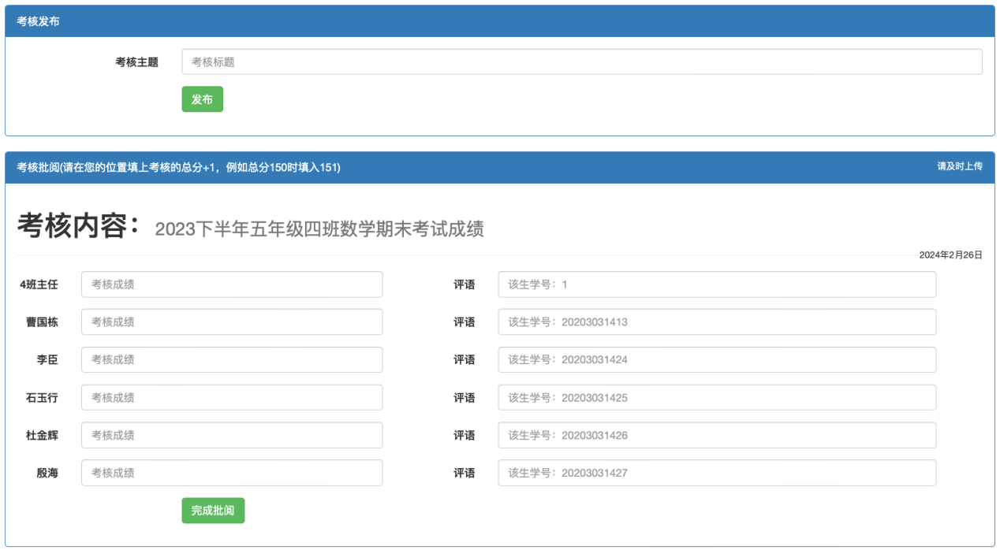 考核发布
考核主题 考核标题
发布
考核批阅(请在您的位置填上考核的总分+1，例如总分150时填入151) 请及时上传
考核内容： 2023下半年五年级四班数学期末考试成绩
2024年2月26日
4班主任 考核成绩 评语 该生学号：1
曹国栋 考核成绩 评语 该生学号：20203031413
李臣 考核成绩 评语 该生学号：20203031424
石玉行 考核成绩 评语 该生学号：20203031425
杜金辉 考核成绩 评语 该生学号：20203031426
殷海 考核成绩 评语 该生学号：20203031427
完成批阅